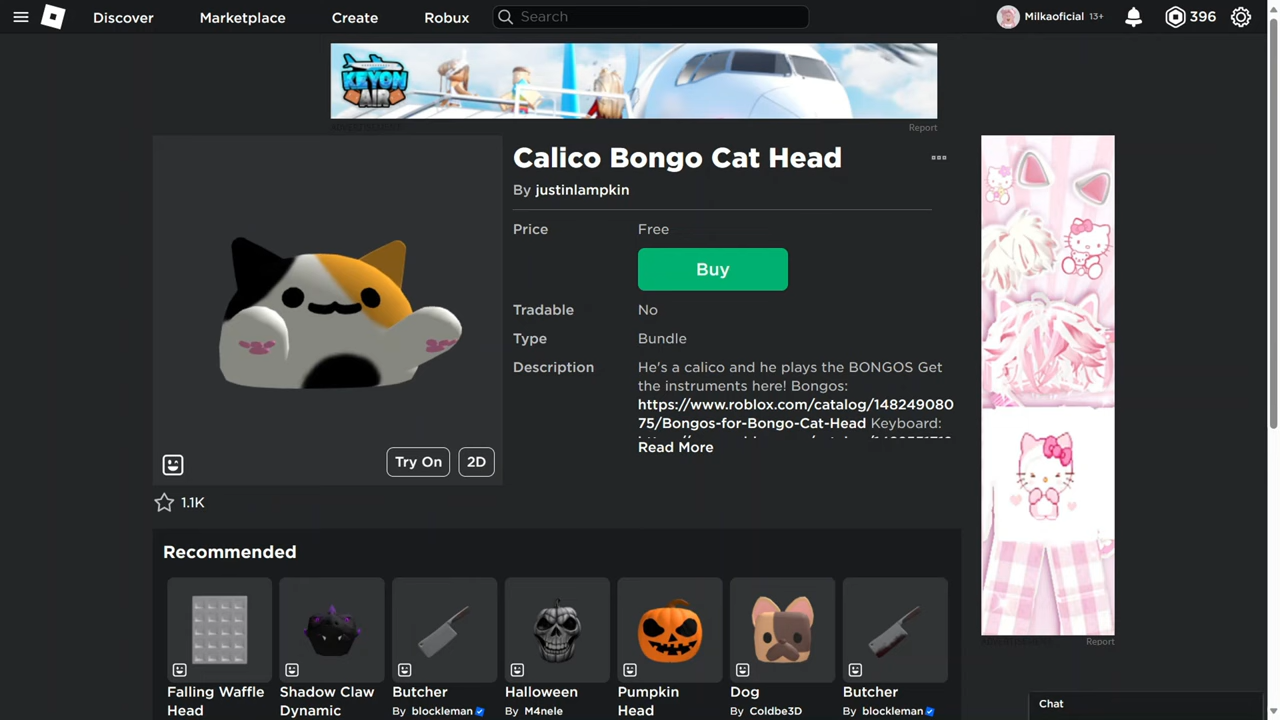 Discover
Marketplace
Create
Robux
Search
Milkaoficial 13+
396
KEYON
AIR
Report
Calico Bongo Cat Head
By justinlampkin
Price
Free
Buy
Tradable
No
Type
Bundle
Description
He's a calico and he plays the BONGOS Get
the instruments here! Bongos:
https://www.roblox.com/catalog/148249080
75/Bongos-for-Bongo-Cat-Head Keyboard:
Read More
Try On
2D
1.1K
Recommended
Falling Waffle
Head
Shadow Claw
Dynamic
Butcher
By blockleman
Halloween
By M4nele
Pumpkin
Head
Dog
By Coldbe3D
Butcher
By blockleman
Report
Chat